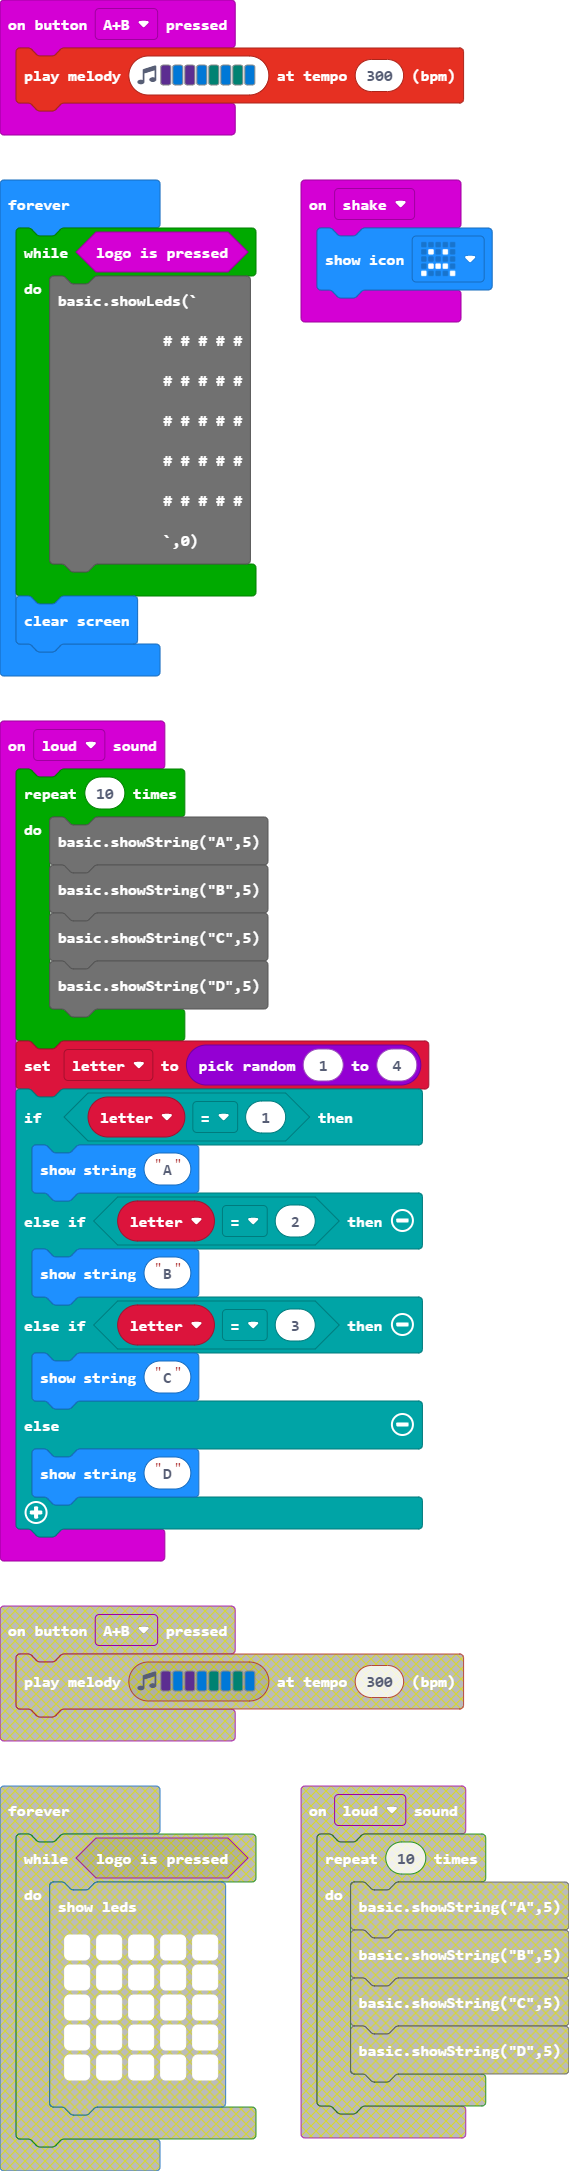 on button A+B pressed
play melody at tempo 300 (bpm)
forever
while logo is pressed
do
basic.showLeds(`
# # # # #
# # # # #
# # # # #
# # # # #
# # # # #
`,0)
clear screen
on shake
show icon
on loud sound
repeat 10 times
do
basic.showString("A",5)
basic.showString("B",5)
basic.showString("C",5)
basic.showString("D",5)
set letter to pick random 1 to 4
if letter = 1 then
show string "A"
else if letter = 2 then
show string "B"
else if letter = 3 then
show string "C"
else
show string "D"
on button A+B pressed
play melody at tempo 300 (bpm)
forever
while logo is pressed
do
show leds
on loud sound
repeat 10 times
do
basic.showString("A",5)
basic.showString("B",5)
basic.showString("C",5)
basic.showString("D",5)